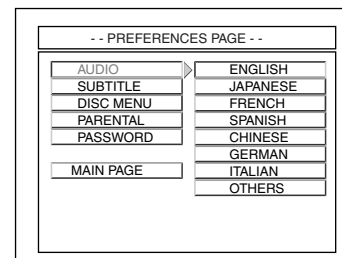 - - PREFERENCES PAGE - -
AUDIO
SUBTITLE
DISC MENU
PARENTAL
PASSWORD
MAIN PAGE
ENGLISH
JAPANESE
FRENCH
SPANISH
CHINESE
GERMAN
ITALIAN
OTHERS